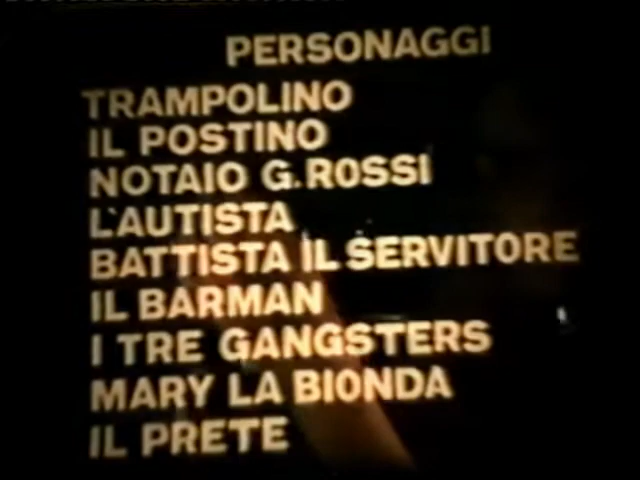 PERSONAGGI
TRAMPOLINO
IL POSTINO
NOTAIO G.ROSSI
L'AUTISTA
BATTISTA IL SERVITORE
IL BARMAN
I TRE GANGSTERS
MARY LA BIONDA
IL PRETE